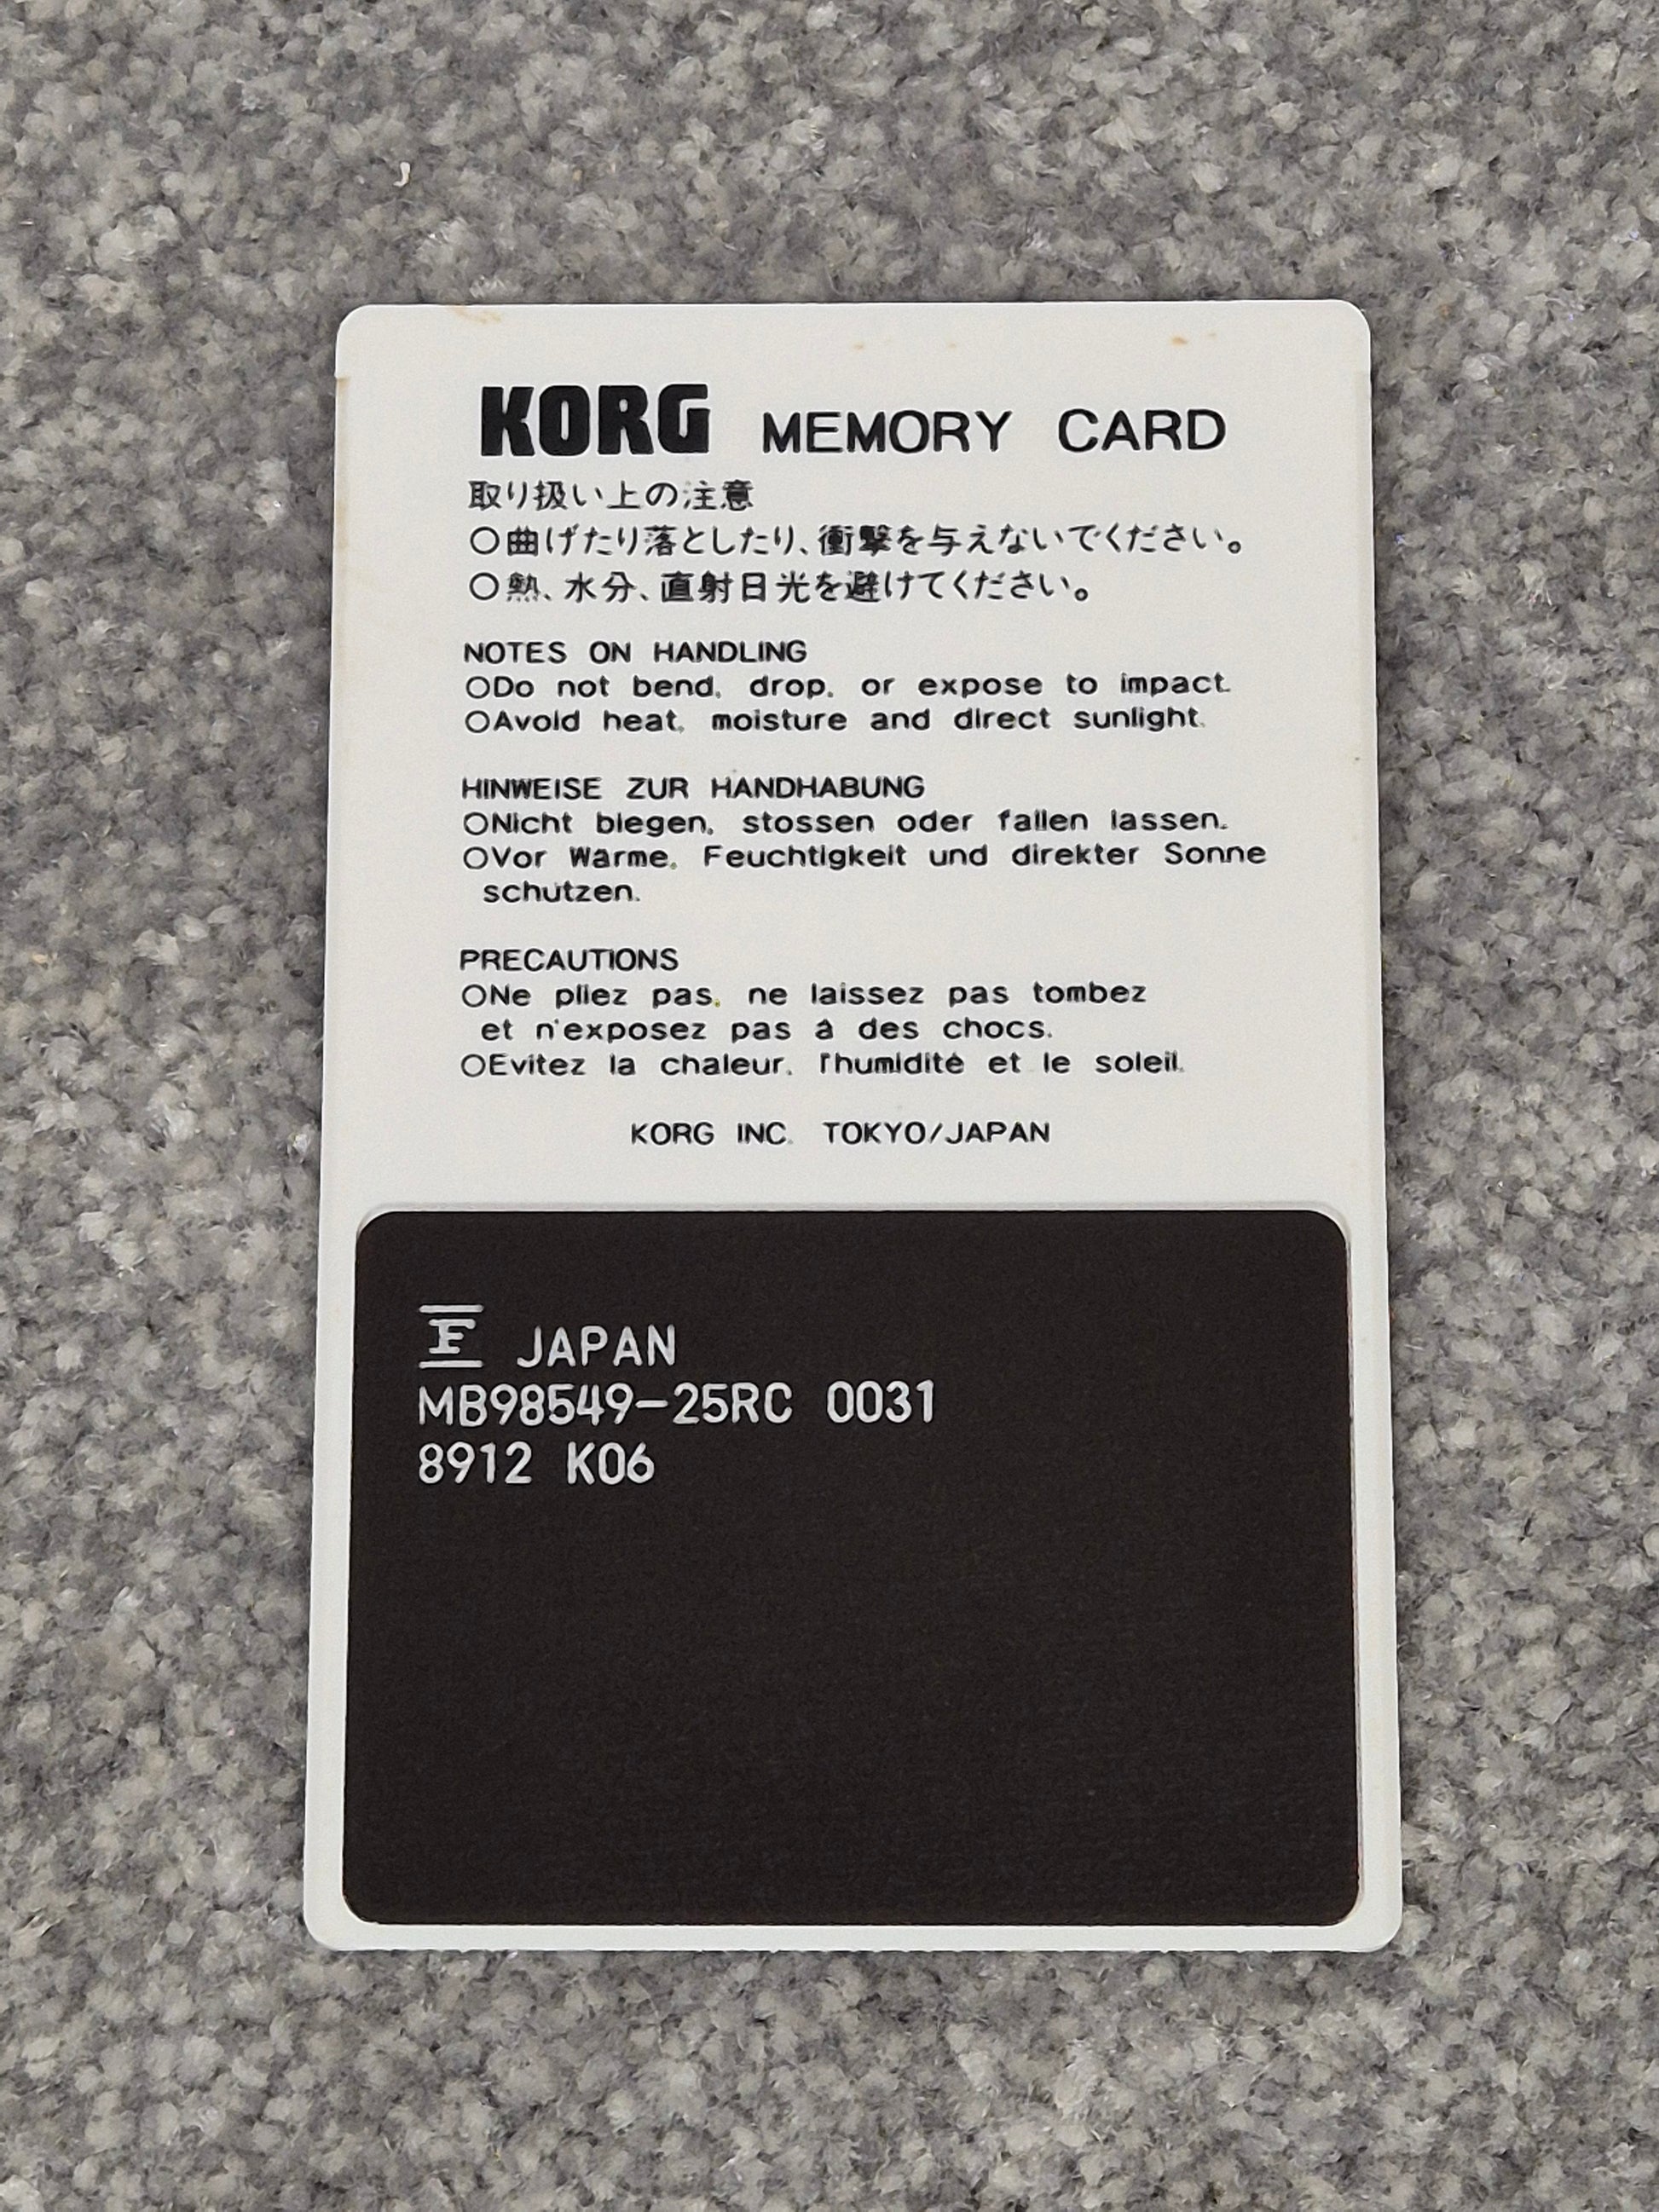 KORG MEMORY CARD
取り扱い上の注意
○曲げたり落としたり、衝撃を与えないでください。
○熱、水分、直射日光を避けてください。
NOTES ON HANDLING
○Do not bend, drop, or expose to impact.
○Avoid heat, moisture and direct sunlight.
HINWEISE ZUR HANDHABUNG
○Nicht biegen, stossen oder fallen lassen.
○Vor Wärme, Feuchtigkeit und direkter Sonne
schützen.
PRECAUTIONS
○Ne pliez pas, ne laissez pas tombez
et n'exposez pas à des chocs.
○Evitez la chaleur, l'humidité et le soleil.
KORG INC. TOKYO/JAPAN
F JAPAN
MB98549-25RC 0031
8912 K06